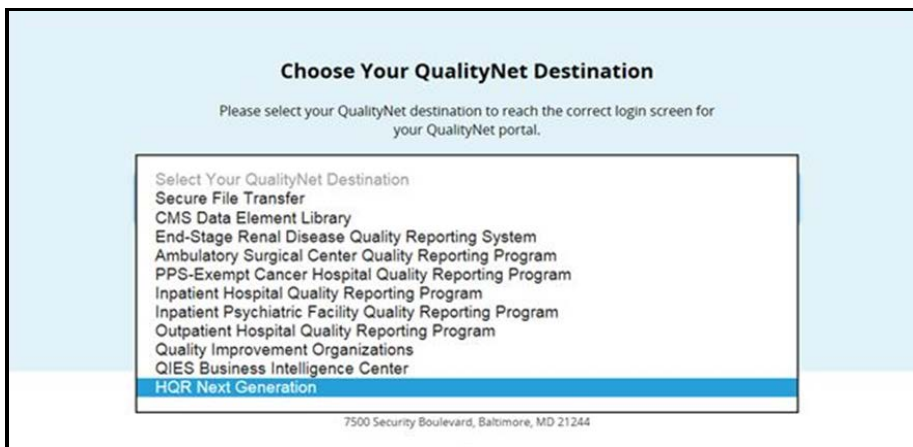 Choose Your QualityNet Destination
Please select your QualityNet destination to reach the correct login screen for
your QualityNet portal.
Select Your QualityNet Destination
Secure File Transfer
CMS Data Element Library
End-Stage Renal Disease Quality Reporting System
Ambulatory Surgical Center Quality Reporting Program
PPS-Exempt Cancer Hospital Quality Reporting Program
Inpatient Hospital Quality Reporting Program
Inpatient Psychiatric Facility Quality Reporting Program
Outpatient Hospital Quality Reporting Program
Quality Improvement Organizations
QIES Business Intelligence Center
HQR Next Generation
7500 Security Boulevard, Baltimore, MD 21244